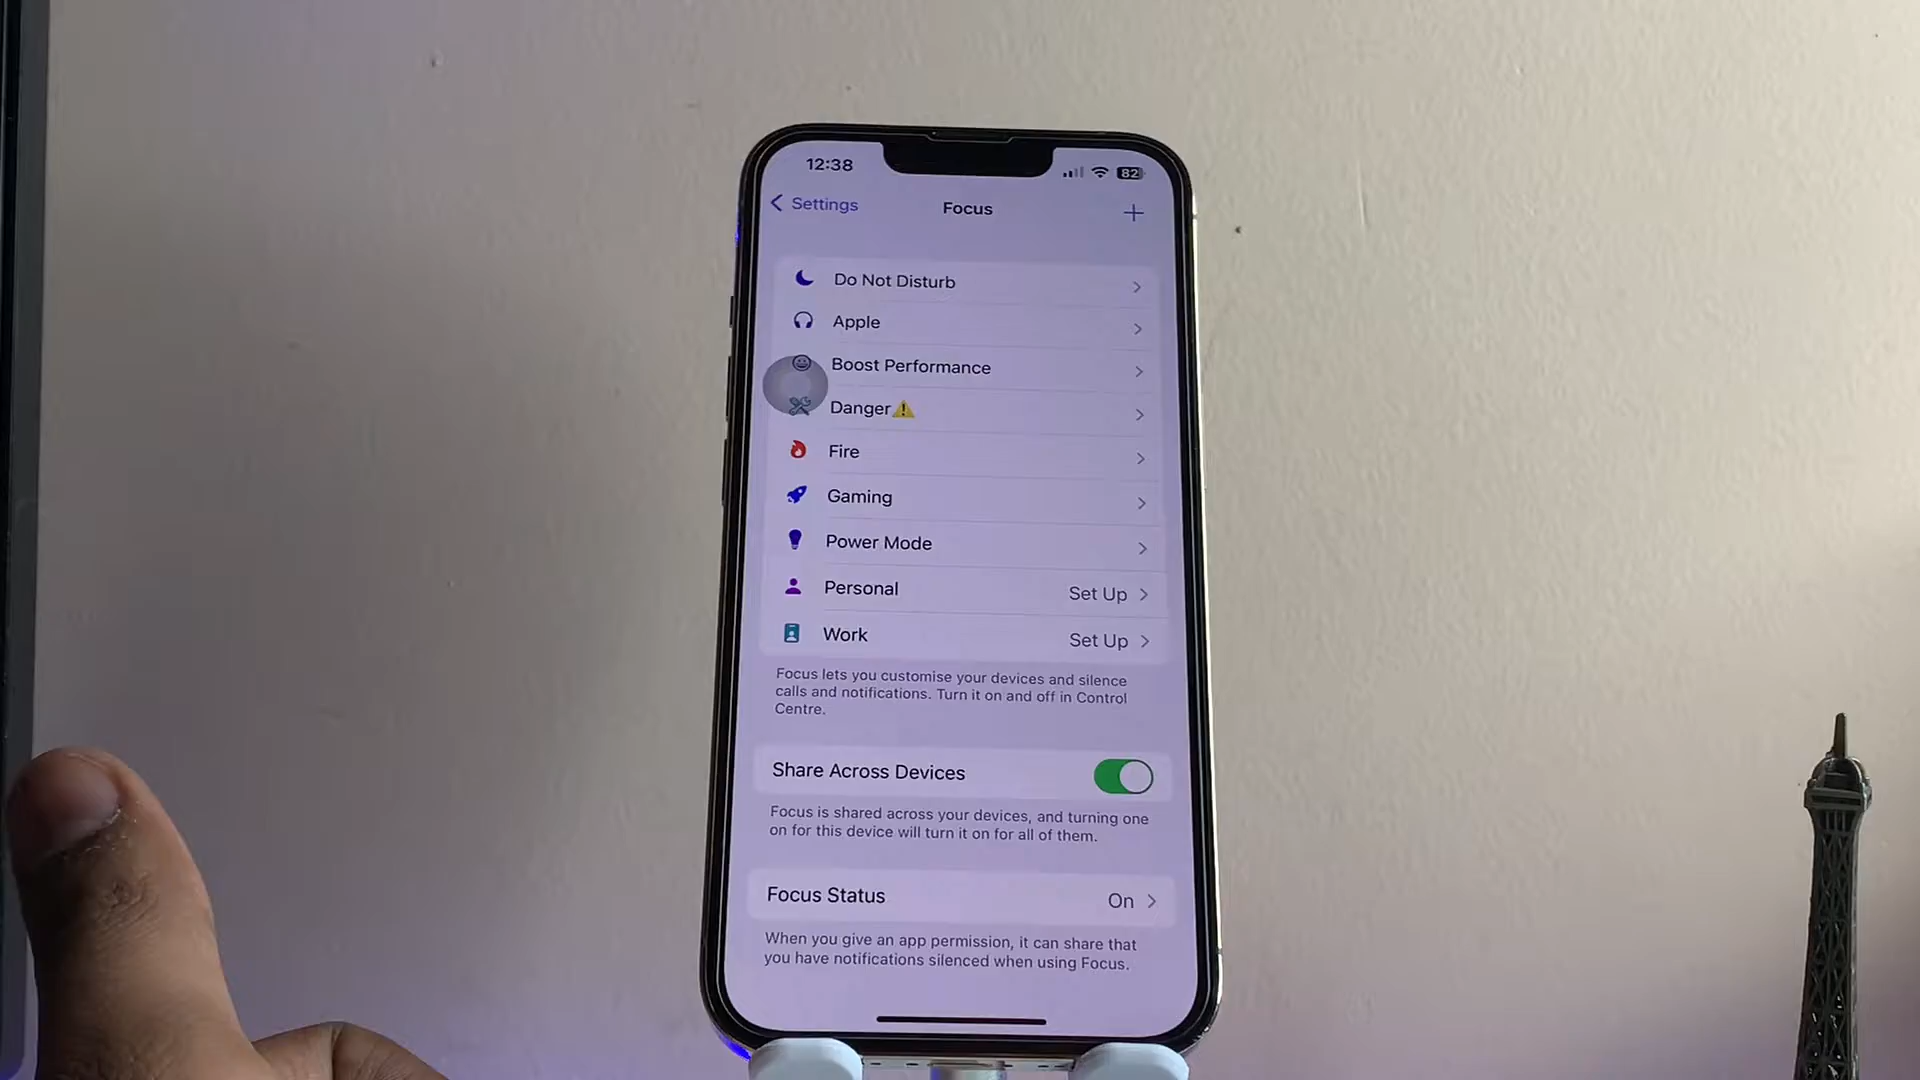 12:38
82
Settings
Focus
Do Not Disturb
Apple
Boost Performance
Danger⚠️
Fire
Gaming
Power Mode
Personal Set Up
Work Set Up
Focus lets you customise your devices and silence
calls and notifications. Turn it on and off in Control
Centre.
Share Across Devices
Focus is shared across your devices, and turning one
on for this device will turn it on for all of them.
Focus Status On
When you give an app permission, it can share that
you have notifications silenced when using Focus.